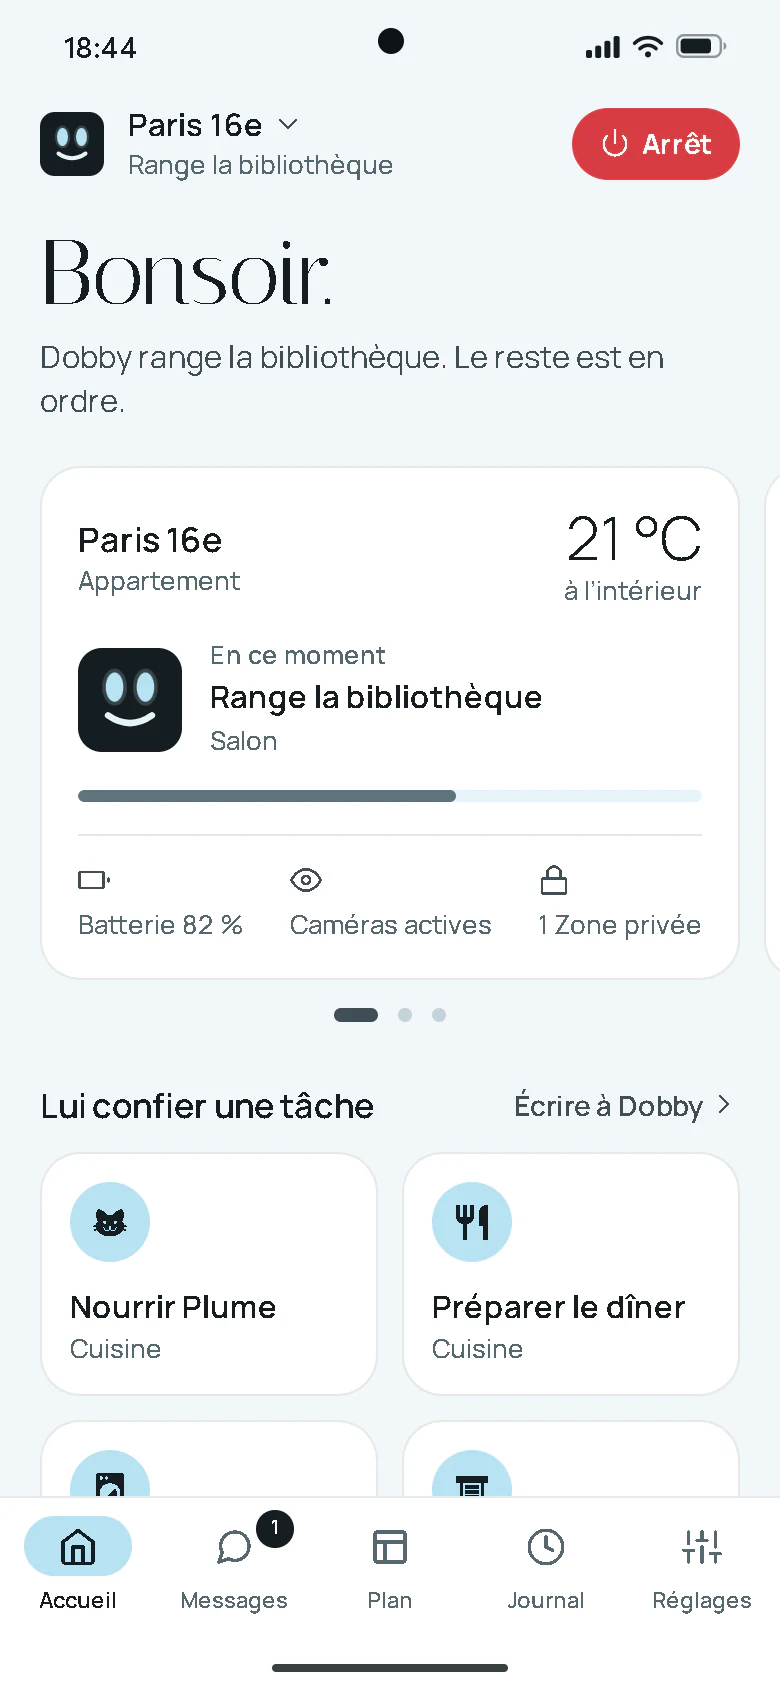 18:44
Paris 16e
Range la bibliothèque
Arrêt
Bonsoir.
Dobby range la bibliothèque. Le reste est en
ordre.
Paris 16e
Appartement
21 °C
à l'intérieur
En ce moment
Range la bibliothèque
Salon
Batterie 82 %
Caméras actives
1 Zone privée
Lui confier une tâche
Écrire à Dobby
Nourrir Plume
Cuisine
Préparer le dîner
Cuisine
1
Accueil
Messages
Plan
Journal
Réglages